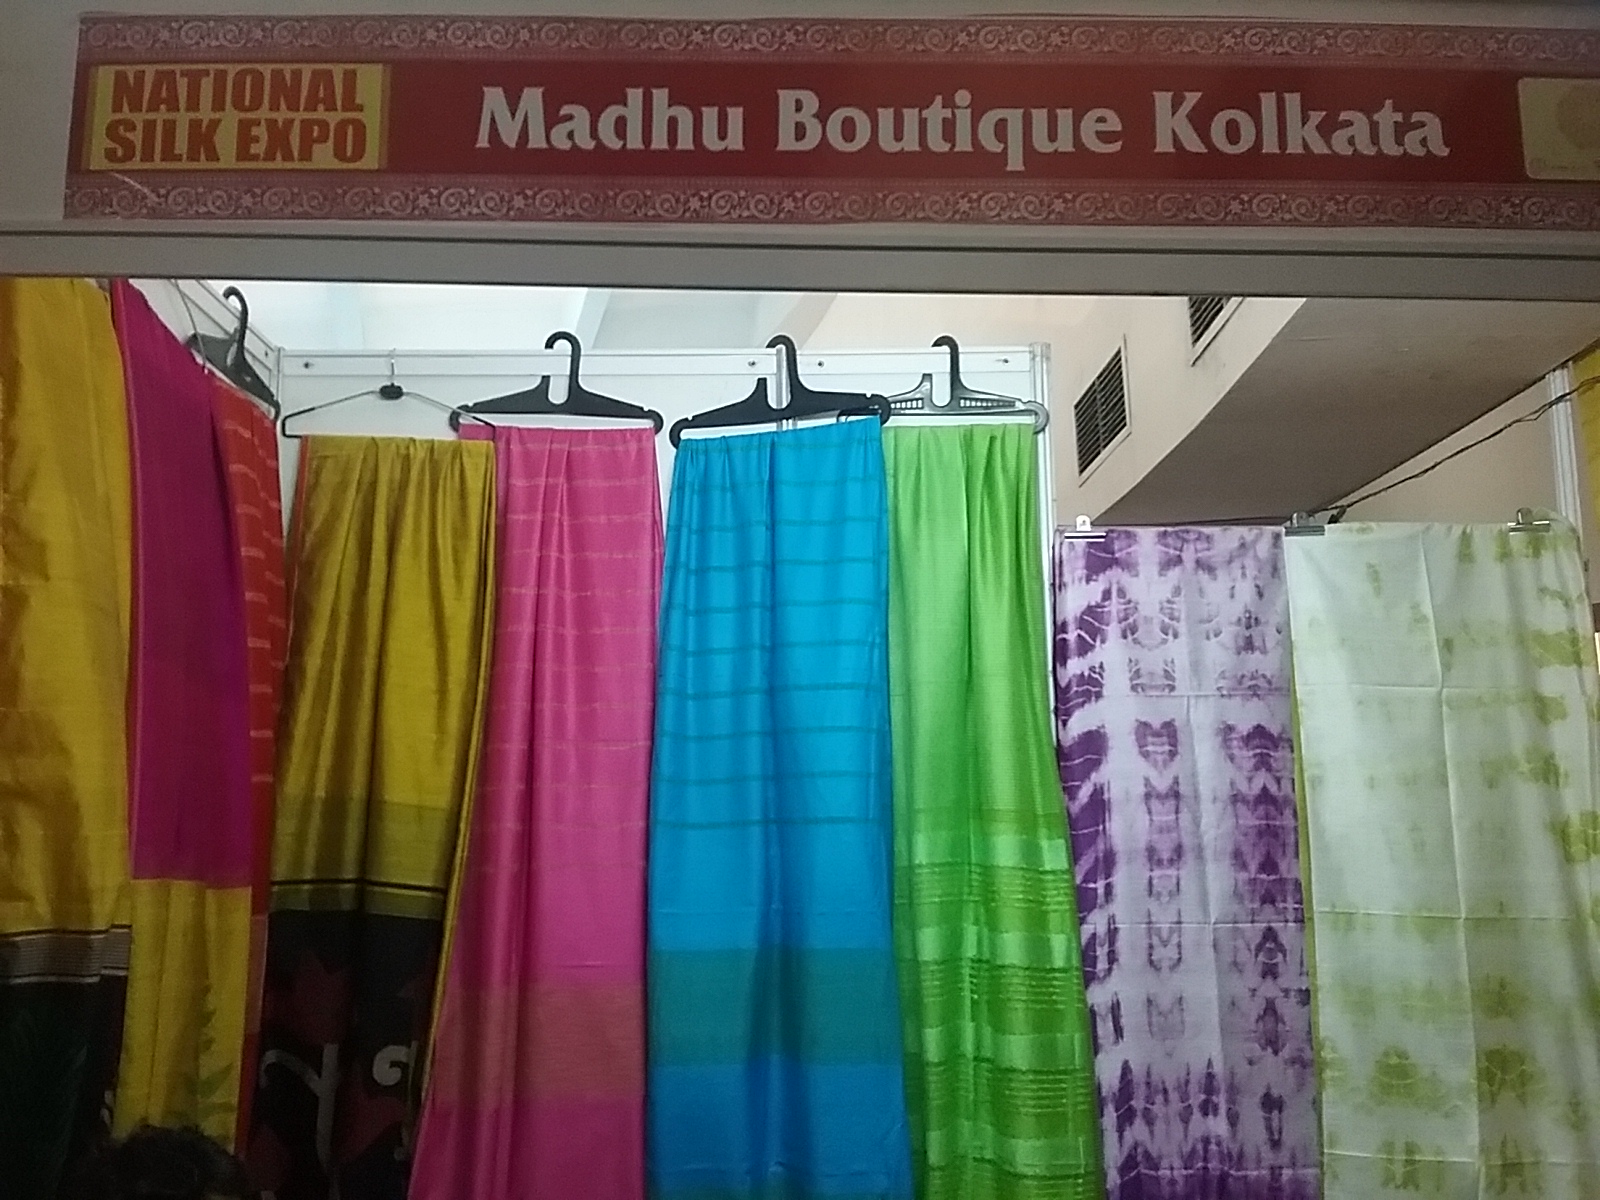 NATIONAL
SILK EXPO
Madhu Boutique Kolkata